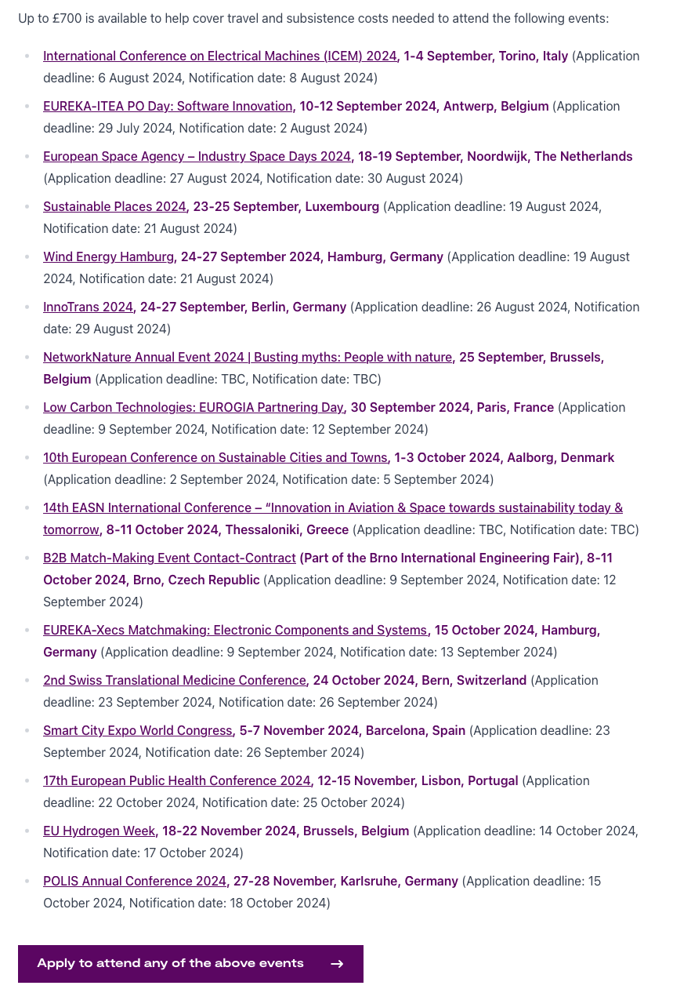 Up to £700 is available to help cover travel and subsistence costs needed to attend the following events:
International Conference on Electrical Machines (ICEM) 2024, 1-4 September, Torino, Italy (Application
deadline: 6 August 2024, Notification date: 8 August 2024)
EUREKA-ITEA PO Day: Software Innovation, 10-12 September 2024, Antwerp, Belgium (Application
deadline: 29 July 2024, Notification date: 2 August 2024)
European Space Agency – Industry Space Days 2024, 18-19 September, Noordwijk, The Netherlands
(Application deadline: 27 August 2024, Notification date: 30 August 2024)
Sustainable Places 2024, 23-25 September, Luxembourg (Application deadline: 19 August 2024,
Notification date: 21 August 2024)
Wind Energy Hamburg, 24-27 September 2024, Hamburg, Germany (Application deadline: 19 August
2024, Notification date: 21 August 2024)
InnoTrans 2024, 24-27 September, Berlin, Germany (Application deadline: 26 August 2024, Notification
date: 29 August 2024)
NetworkNature Annual Event 2024 | Busting myths: People with nature, 25 September, Brussels,
Belgium (Application deadline: TBC, Notification date: TBC)
Low Carbon Technologies: EUROGIA Partnering Day, 30 September 2024, Paris, France (Application
deadline: 9 September 2024, Notification date: 12 September 2024)
10th European Conference on Sustainable Cities and Towns, 1-3 October 2024, Aalborg, Denmark
(Application deadline: 2 September 2024, Notification date: 5 September 2024)
14th EASN International Conference – “Innovation in Aviation & Space towards sustainability today &
tomorrow, 8-11 October 2024, Thessaloniki, Greece (Application deadline: TBC, Notification date: TBC)
B2B Match-Making Event Contact-Contract (Part of the Brno International Engineering Fair), 8-11
October 2024, Brno, Czech Republic (Application deadline: 9 September 2024, Notification date: 12
September 2024)
EUREKA-Xecs Matchmaking: Electronic Components and Systems, 15 October 2024, Hamburg,
Germany (Application deadline: 9 September 2024, Notification date: 13 September 2024)
2nd Swiss Translational Medicine Conference, 24 October 2024, Bern, Switzerland (Application
deadline: 23 September 2024, Notification date: 26 September 2024)
Smart City Expo World Congress, 5-7 November 2024, Barcelona, Spain (Application deadline: 23
September 2024, Notification date: 26 September 2024)
17th European Public Health Conference 2024, 12-15 November, Lisbon, Portugal (Application
deadline: 22 October 2024, Notification date: 25 October 2024)
EU Hydrogen Week, 18-22 November 2024, Brussels, Belgium (Application deadline: 14 October 2024,
Notification date: 17 October 2024)
POLIS Annual Conference 2024, 27-28 November, Karlsruhe, Germany (Application deadline: 15
October 2024, Notification date: 18 October 2024)
Apply to attend any of the above events →